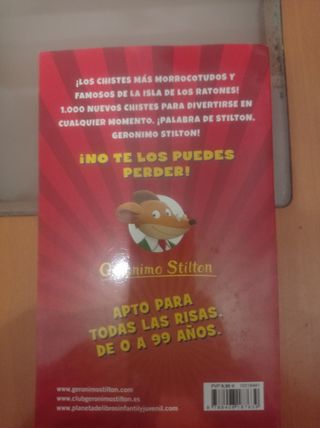 ¡LOS CHISTES MÁS MORROCOTUDOS Y
FAMOSOS DE LA ISLA DE LOS RATONES!
1.000 NUEVOS CHISTES PARA DIVERTIRSE EN
CUALQUIER MOMENTO. ¡PALABRA DE STILTON,
GERONIMO STILTON!
¡NO TE LOS PUEDES
PERDER!
Geronimo Stilton
APTO PARA
TODAS LAS RISAS.
DE 0 A 99 AÑOS.
www.geronimostilton.com
www.clubgeronimostilton.es
www.planetadelibrosinfantilyjuvenil.com